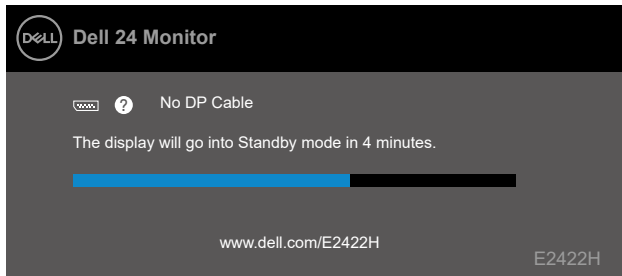 DELL Dell 24 Monitor
? No DP Cable
The display will go into Standby mode in 4 minutes.
www.dell.com/E2422H
E2422H